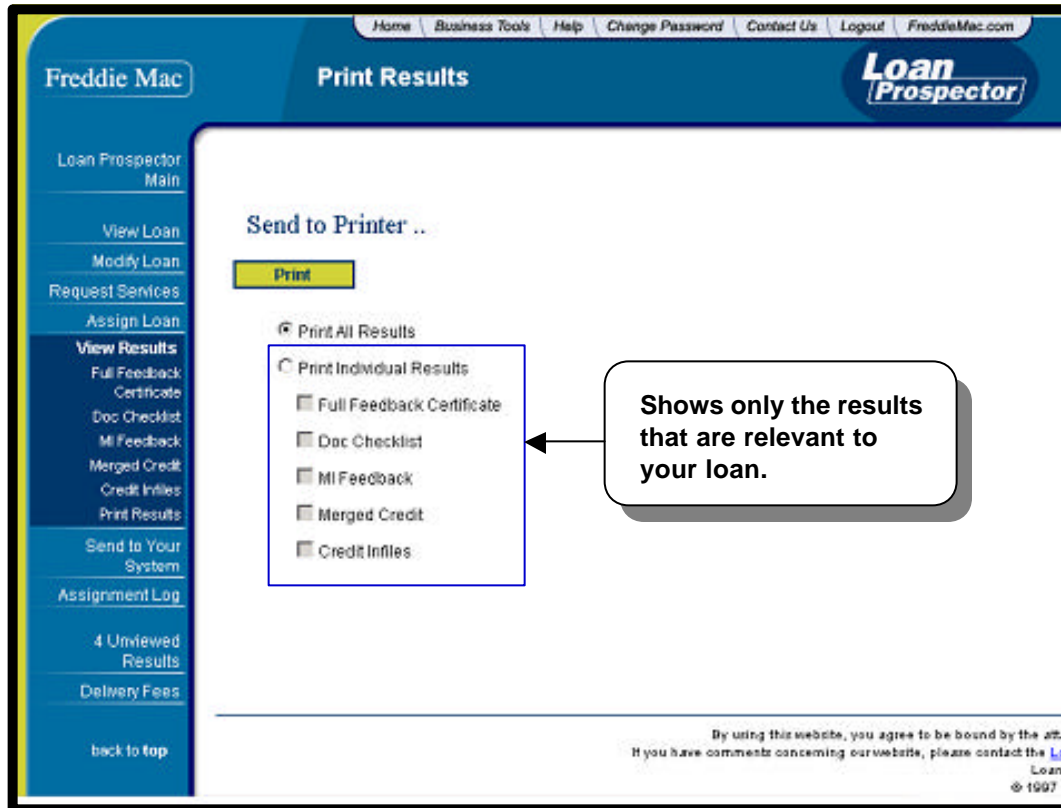 Home Business Tools Help Change Password Contact Us Logout FreddieMac.com
Freddie Mac
Print Results
Loan
Prospector
Loan Prospector
Main
View Loan
Modify Loan
Request Services
Assign Loan
View Results
Full Feedback
Certificate
Doc Checklist
MI Feedback
Merged Credit
Credit Infiles
Print Results
Send to Your
System
Assignment Log
4 Unviewed
Results
Delivery Fees
back to top
Send to Printer ..
Print
Print All Results
Print Individual Results
Full Feedback Certificate
Doc Checklist
MI Feedback
Merged Credit
Credit Infiles
Shows only the results
that are relevant to
your loan.
By using this website, you agree to be bound by the
If you have comments concerning our website, please contact the
Loan
© 1997